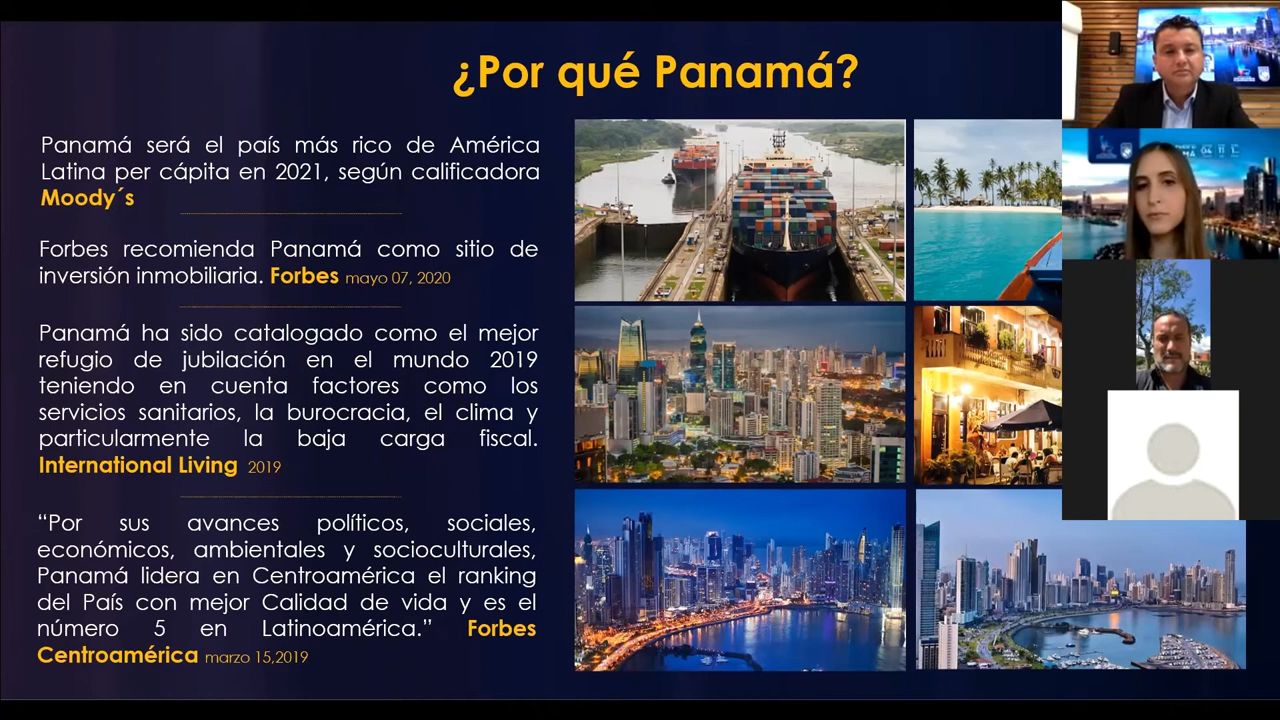 ¿Por qué Panamá?
Panamá será el país más rico de América
Latina per cápita en 2021, según calificadora
Moody´s
Forbes recomienda Panamá como sitio de
inversión inmobiliaria. Forbes mayo 07, 2020
Panamá ha sido catalogado como el mejor
refugio de jubilación en el mundo 2019
teniendo en cuenta factores como los
servicios sanitarios, la burocracia, el clima y
particularmente la baja carga fiscal.
International Living 2019
“Por sus avances políticos, sociales,
económicos, ambientales y socioculturales,
Panamá lidera en Centroamérica el ranking
del País con mejor Calidad de vida y es el
número 5 en Latinoamérica.” Forbes
Centroamérica marzo 15,2019